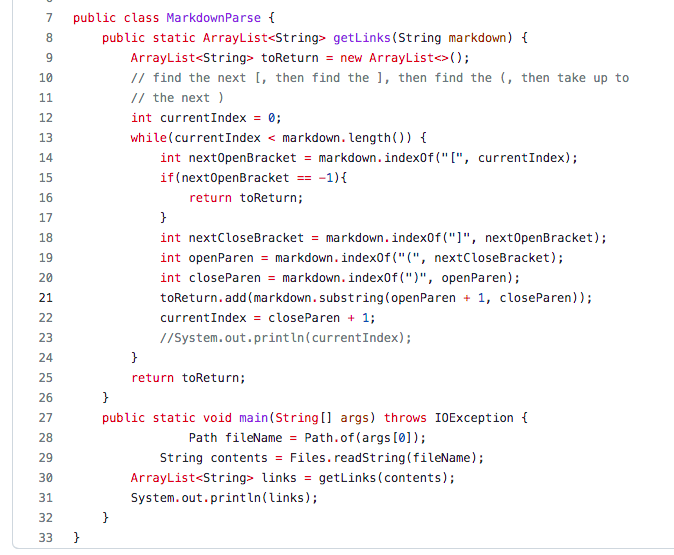 7 public class MarkdownParse {
8 public static ArrayList<String> getLinks(String markdown) {
9 ArrayList<String> toReturn = new ArrayList<>();
10 // find the next [, then find the ], then find the (, then take up to
11 // the next )
12 int currentIndex = 0;
13 while(currentIndex < markdown.length()) {
14 int nextOpenBracket = markdown.indexOf("[", currentIndex);
15 if(nextOpenBracket == -1){
16 return toReturn;
17 }
18 int nextCloseBracket = markdown.indexOf("]", nextOpenBracket);
19 int openParen = markdown.indexOf("(", nextCloseBracket);
20 int closeParen = markdown.indexOf(")", openParen);
21 toReturn.add(markdown.substring(openParen + 1, closeParen));
22 currentIndex = closeParen + 1;
23 //System.out.println(currentIndex);
24 }
25 return toReturn;
26 }
27 public static void main(String[] args) throws IOException {
28 Path fileName = Path.of(args[0]);
29 String contents = Files.readString(fileName);
30 ArrayList<String> links = getLinks(contents);
31 System.out.println(links);
32 }
33 }